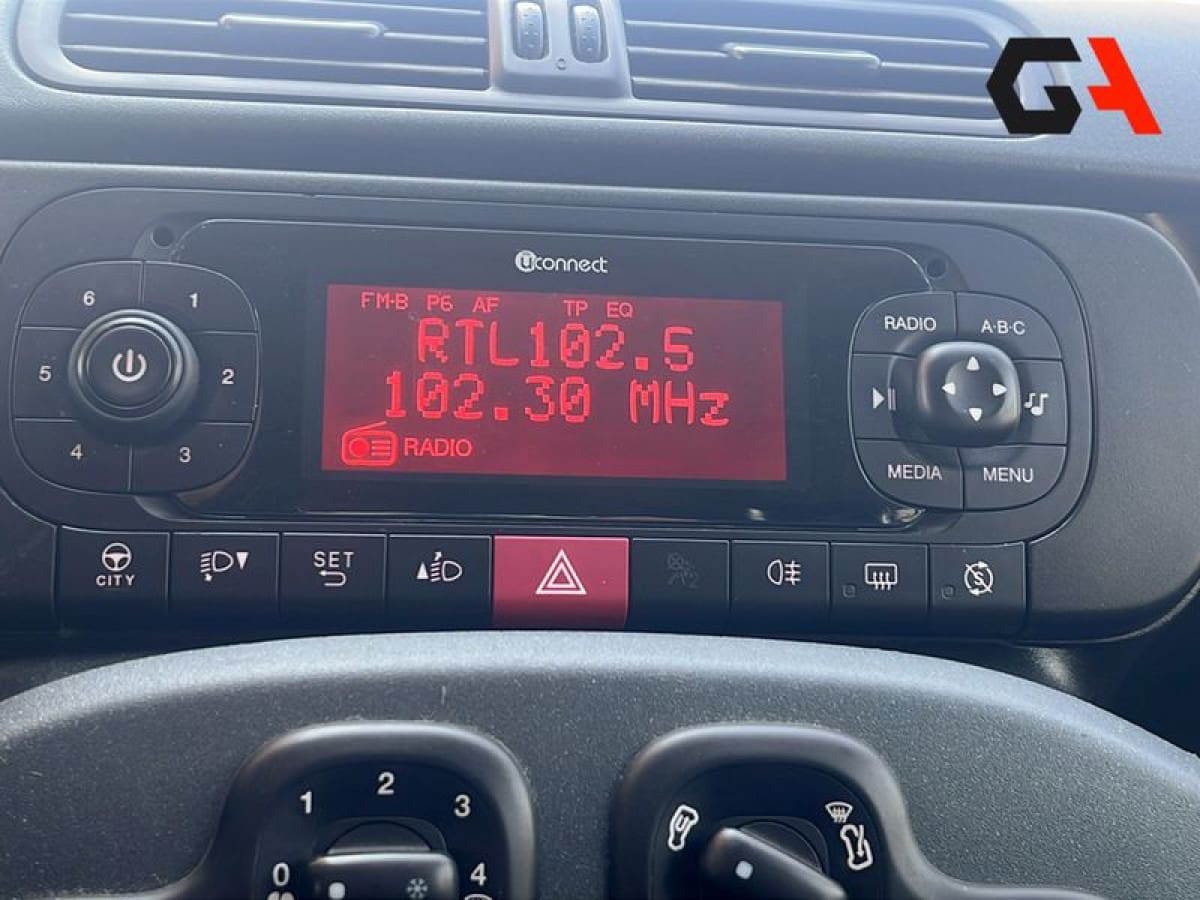 GA
uconnect
6 1
5 2
4 3
FM-B P6 AF TP EQ
RTL102.5
102.30 MHz
RADIO
RADIO A·B·C
MEDIA MENU
CITY
SET
S
1 2 3
0 4